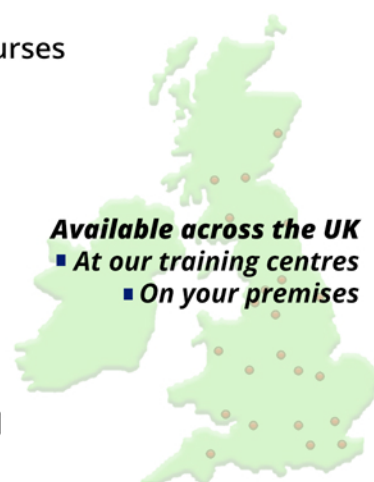 Available across the UK
At our training centres
On your premises